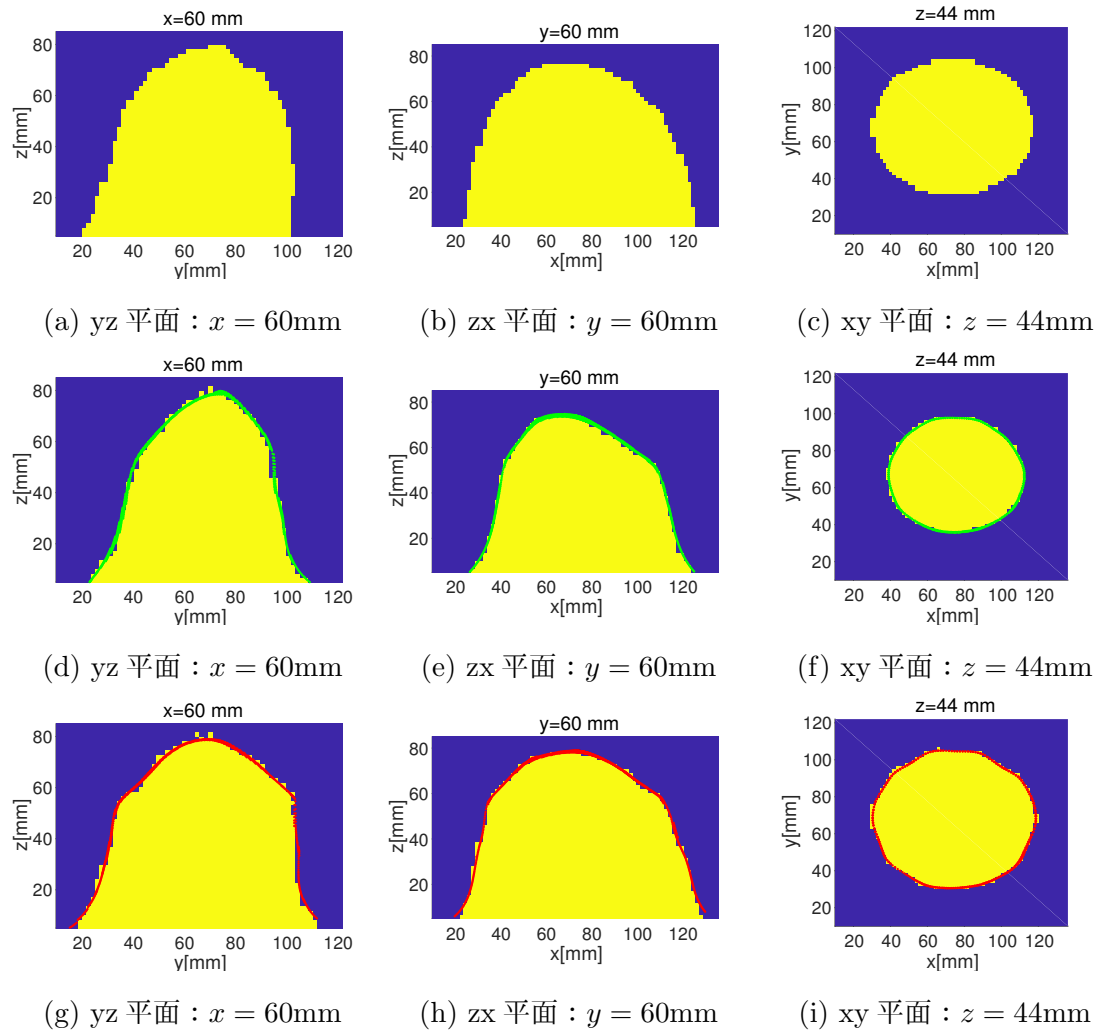 x=60 mm
y=60 mm
z=44 mm
z[mm]
80
60
40
20
20 40 60 80 100 120
y[mm]
z[mm]
80
60
40
20
20 40 60 80 100 120
x[mm]
y[mm]
120
100
80
60
40
20
20 40 60 80 100 120
x[mm]
(a) yz 平面：x = 60mm
(b) zx 平面：y = 60mm
(c) xy 平面：z = 44mm
x=60 mm
y=60 mm
z=44 mm
z[mm]
80
60
40
20
20 40 60 80 100 120
y[mm]
z[mm]
80
60
40
20
20 40 60 80 100 120
x[mm]
y[mm]
120
100
80
60
40
20
20 40 60 80 100 120
x[mm]
(d) yz 平面：x = 60mm
(e) zx 平面：y = 60mm
(f) xy 平面：z = 44mm
x=60 mm
y=60 mm
z=44 mm
z[mm]
80
60
40
20
20 40 60 80 100 120
y[mm]
z[mm]
80
60
40
20
20 40 60 80 100 120
x[mm]
y[mm]
120
100
80
60
40
20
20 40 60 80 100 120
x[mm]
(g) yz 平面：x = 60mm
(h) zx 平面：y = 60mm
(i) xy 平面：z = 44mm